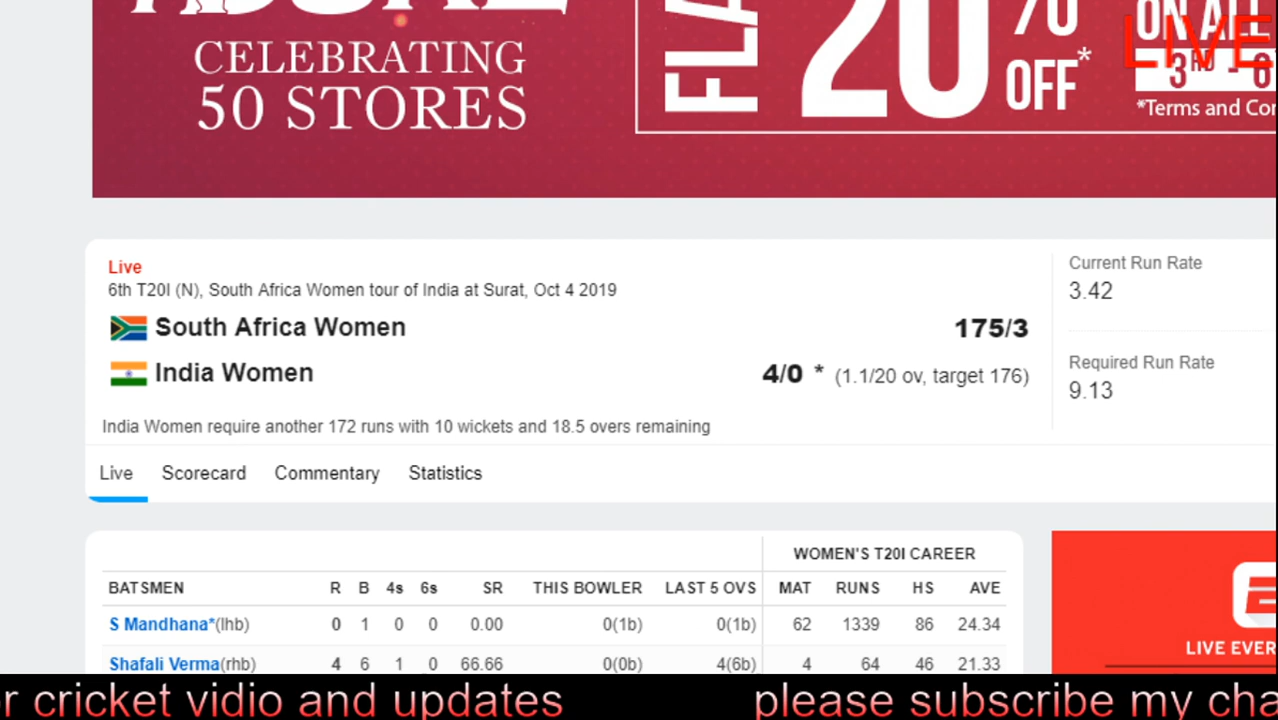 CELEBRATING
50 STORES
FLA
20%
OFF*
ON ALL
LIVE
3RD - 6
*Terms and Con
Live
6th T20I (N), South Africa Women tour of India at Surat, Oct 4 2019
South Africa Women 175/3
India Women 4/0 * (1.1/20 ov, target 176)
India Women require another 172 runs with 10 wickets and 18.5 overs remaining
Current Run Rate
3.42
Required Run Rate
9.13
Live Scorecard Commentary Statistics
WOMEN'S T20I CAREER
BATSMEN R B 4s 6s SR THIS BOWLER LAST 5 OVS MAT RUNS HS AVE
S Mandhana*(lhb) 0 1 0 0 0.00 0(1b) 0(1b) 62 1339 86 24.34
Shafali Verma(rhb) 4 6 1 0 66.66 0(0b) 4(6b) 4 64 46 21.33
LIVE EVER
or cricket vidio and updates please subscribe my cha